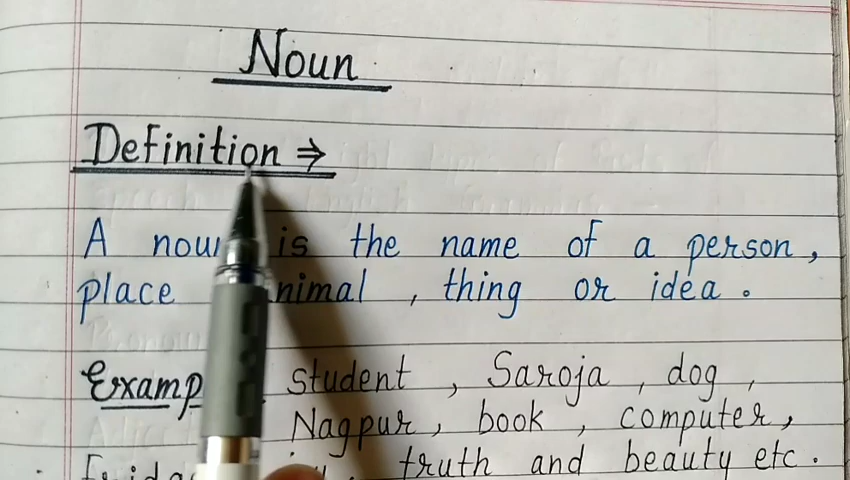 Noun
Definition ⇒
A noun is the name of a person,
place nimal , thing or idea .
Examp student , Saroja , dog ,
Nagpur , book , computer ,
truth and beauty etc .